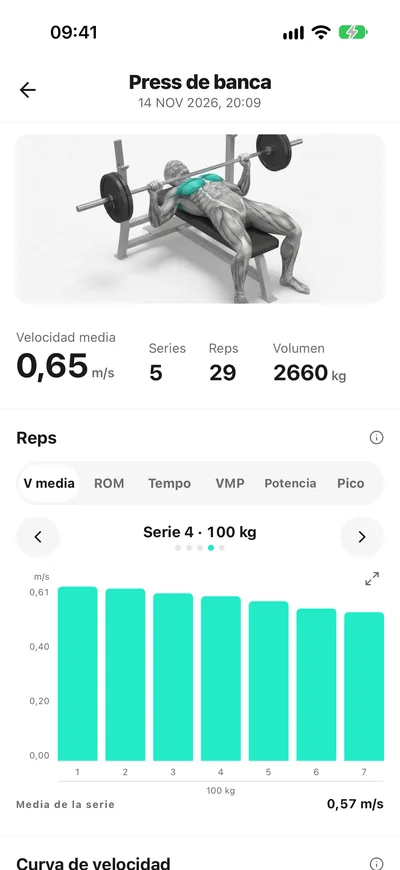 09:41
Press de banca
14 NOV 2026, 20:09
Velocidad media
0,65 m/s
Series
5
Reps
29
Volumen
2660 kg
Reps
V media ROM Tempo VMP Potencia Pico
Serie 4 · 100 kg
m/s
0,61
0,40
0,20
0,00
1 2 3 4 5 6 7
100 kg
Media de la serie 0,57 m/s
Curva de velocidad